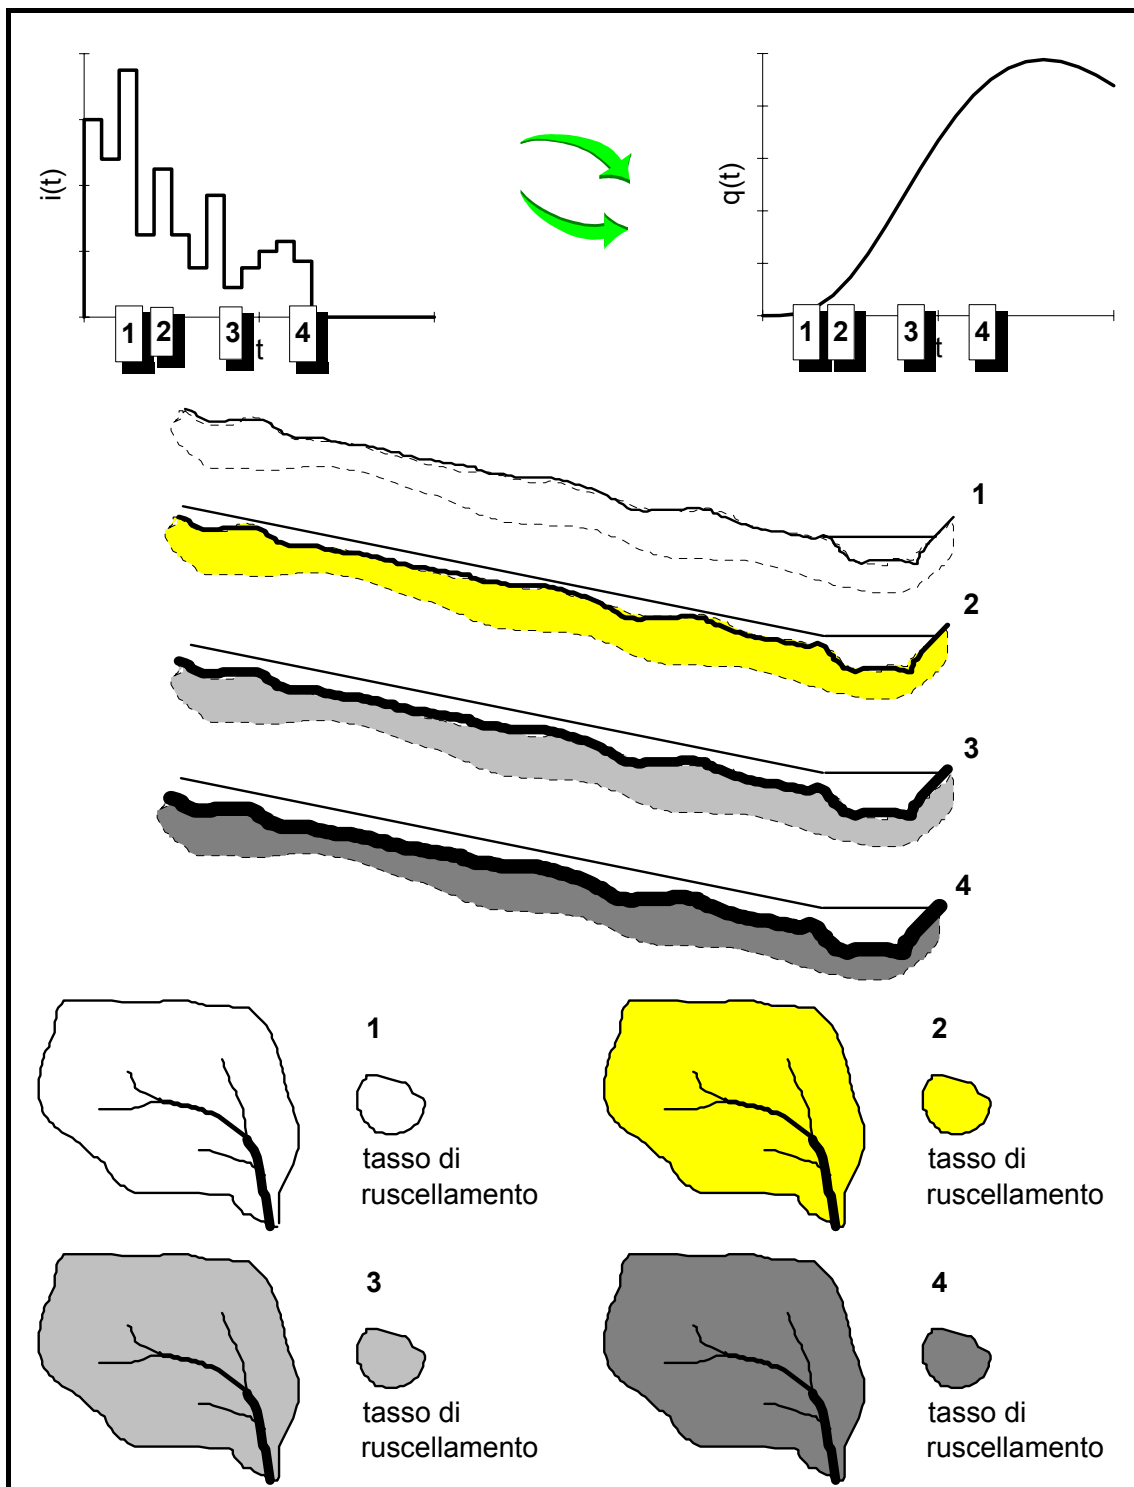 i(t)
1 2 3 4
t
q(t)
1 2 3 4
t
1
2
3
4
1
tasso di
ruscellamento
2
tasso di
ruscellamento
3
tasso di
ruscellamento
4
tasso di
ruscellamento